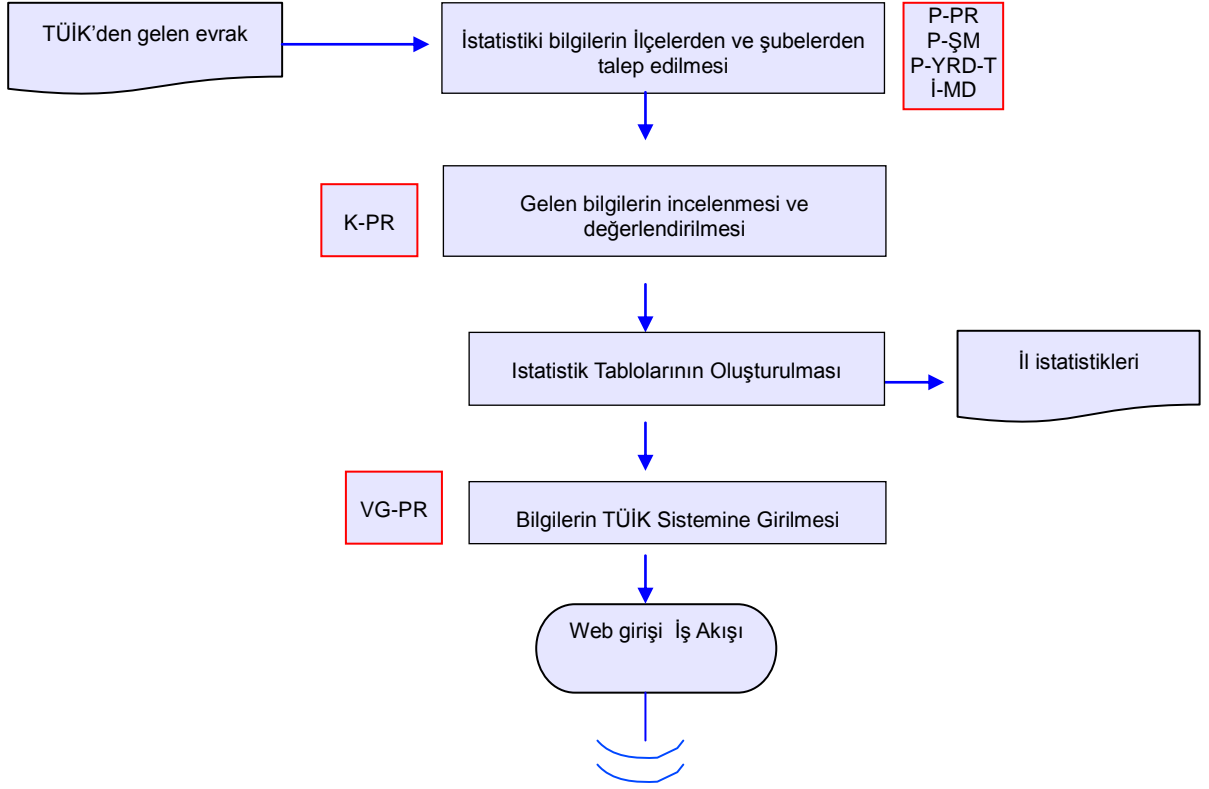 TÜİK’den gelen evrak
İstatistiki bilgilerin İlçelerden ve şubelerden
talep edilmesi
P-PR
P-ŞM
P-YRD-T
İ-MD
K-PR
Gelen bilgilerin incelenmesi ve
değerlendirilmesi
Istatistik Tablolarının Oluşturulması
İl istatistikleri
VG-PR
Bilgilerin TÜİK Sistemine Girilmesi
Web girişi İş Akışı